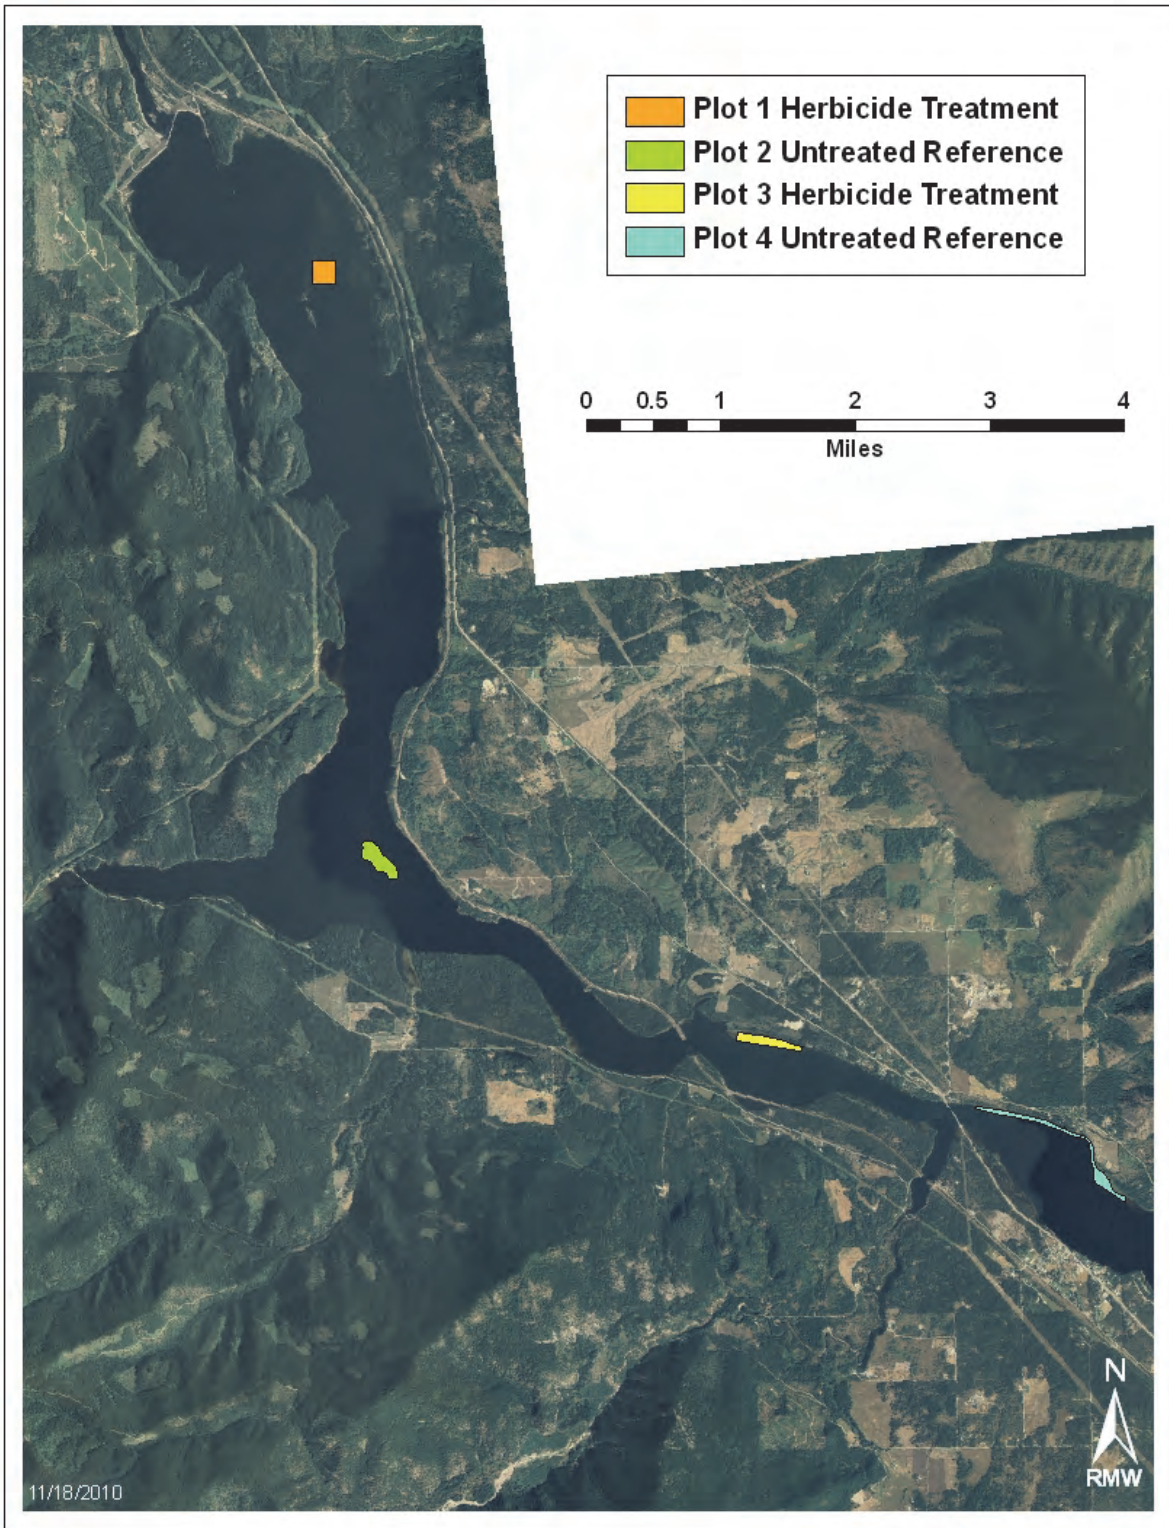 Plot 1 Herbicide Treatment
Plot 2 Untreated Reference
Plot 3 Herbicide Treatment
Plot 4 Untreated Reference
0 0.5 1 2 3 4
Miles
N
RMW
11/18/2010